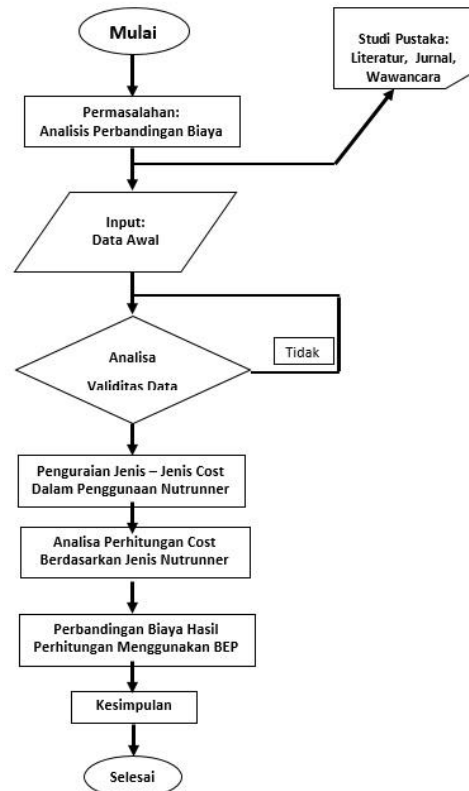 Mulai
Studi Pustaka:
Literatur, Jurnal,
Wawancara
Permasalahan:
Analisis Perbandingan Biaya
Input:
Data Awal
Analisa
Validitas Data
Tidak
Penguraian Jenis – Jenis Cost
Dalam Penggunaan Nutrunner
Analisa Perhitungan Cost
Berdasarkan Jenis Nutrunner
Perbandingan Biaya Hasil
Perhitungan Menggunakan BEP
Kesimpulan
Selesai